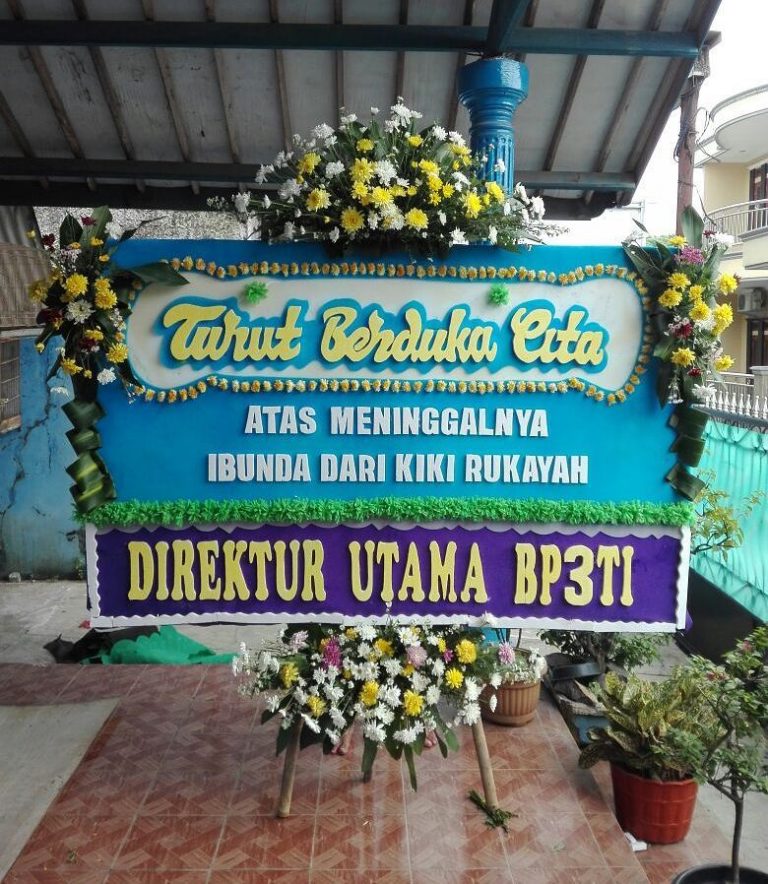 Turut Berduka Cita
ATAS MENINGGALNYA
IBUNDA DARI KIKI RUKAYAH
DIREKTUR UTAMA BP3TI